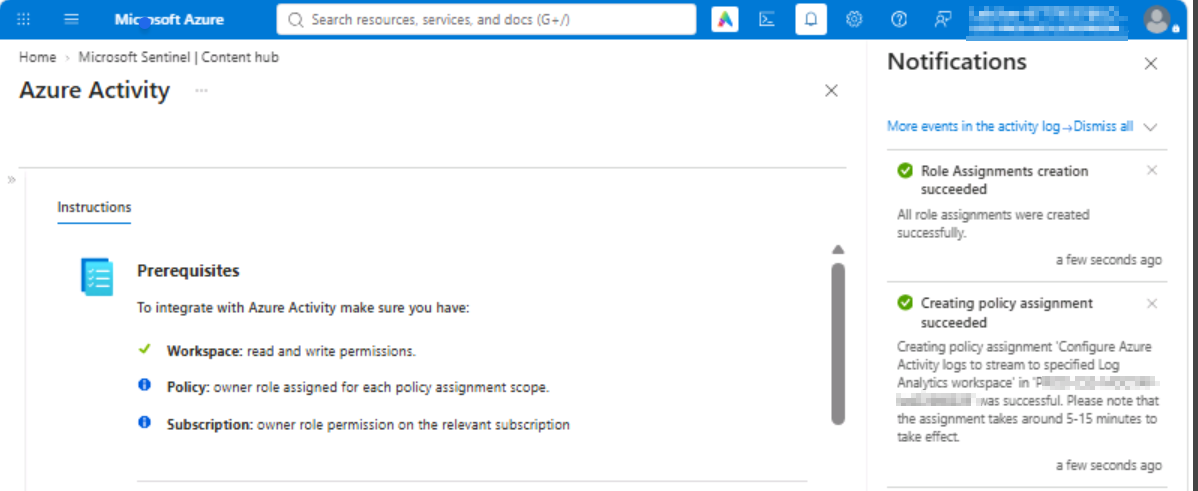 Microsoft Azure
Search resources, services, and docs (G+/)
Home > Microsoft Sentinel | Content hub
Azure Activity ...
Instructions
Prerequisites
To integrate with Azure Activity make sure you have:
Workspace: read and write permissions.
Policy: owner role assigned for each policy assignment scope.
Subscription: owner role permission on the relevant subscription
Notifications
More events in the activity log→ Dismiss all
Role Assignments creation
succeeded
All role assignments were created
successfully.
a few seconds ago
Creating policy assignment
succeeded
Creating policy assignment 'Configure Azure
Activity logs to stream to specified Log
Analytics workspace' in
was successful. Please note that
the assignment takes around 5-15 minutes to
take effect.
a few seconds ago